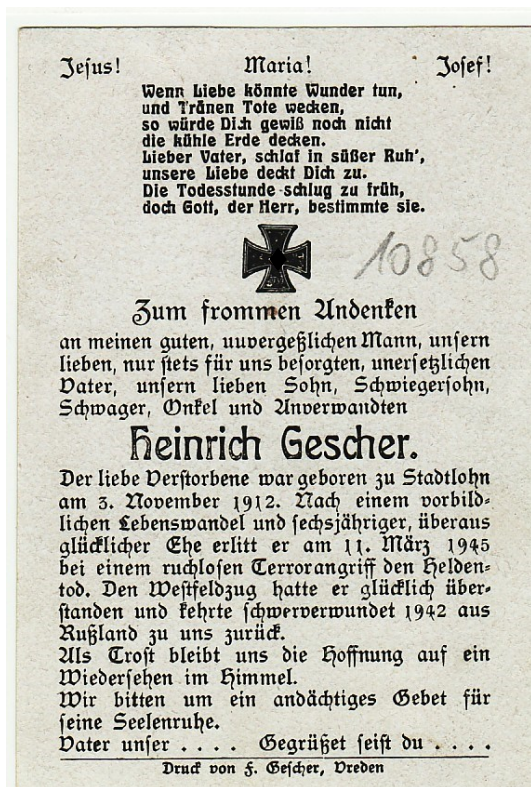 Jesus! Maria! Josef!
Wenn Liebe könnte Wunder tun,
und Tränen Tote wecken,
so würde Dich gewiß noch nicht
die kühle Erde decken.
Lieber Vater, schlaf in süßer Ruh',
unsere Liebe deckt Dich zu.
Die Todesstunde schlug zu früh,
doch Gott, der Herr, bestimmte sie.
10858
Zum frommen Andenken
an meinen guten, uuvergeßlichen Mann, unsern
lieben, nur stets für uns besorgten, unersetzlichen
Vater, unsern lieben Sohn, Schwiegersohn,
Schwager, Onkel und Anverwandten
Heinrich Gescher.
Der liebe Verstorbene war geboren zu Stadtlohn
am 3. November 1912. Nach einem vorbild-
lichen Lebenswandel und sechsjähriger, überaus
glücklicher Ehe erlitt er am 11. März 1945
bei einem ruchlosen Terrorangriff den Helden-
tod. Den Westfeldzug hatte er glücklich über-
standen und kehrte schwerverwundet 1942 aus
Rußland zu uns zurück.
Als Trost bleibt uns die Hoffnung auf ein
Wiedersehen im Himmel.
Wir bitten um ein andächtiges Gebet für
seine Seelenruhe.
Vater unser . . . . Gegrüßet seist du . . . .
Druck von F. Gescher, Vreden